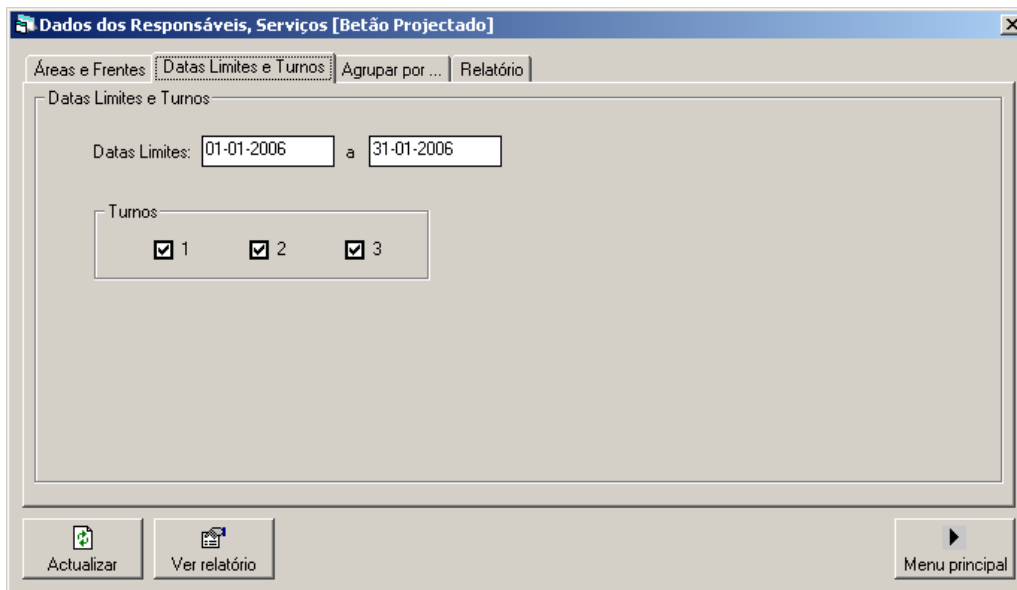 Dados dos Responsáveis, Serviços [Betão Projectado]
Áreas e Frentes Datas Limites e Turnos Agrupar por ... Relatório
Datas Limites e Turnos
Datas Limites: 01-01-2006 a 31-01-2006
Turnos
1 2 3
Actualizar Ver relatório Menu principal